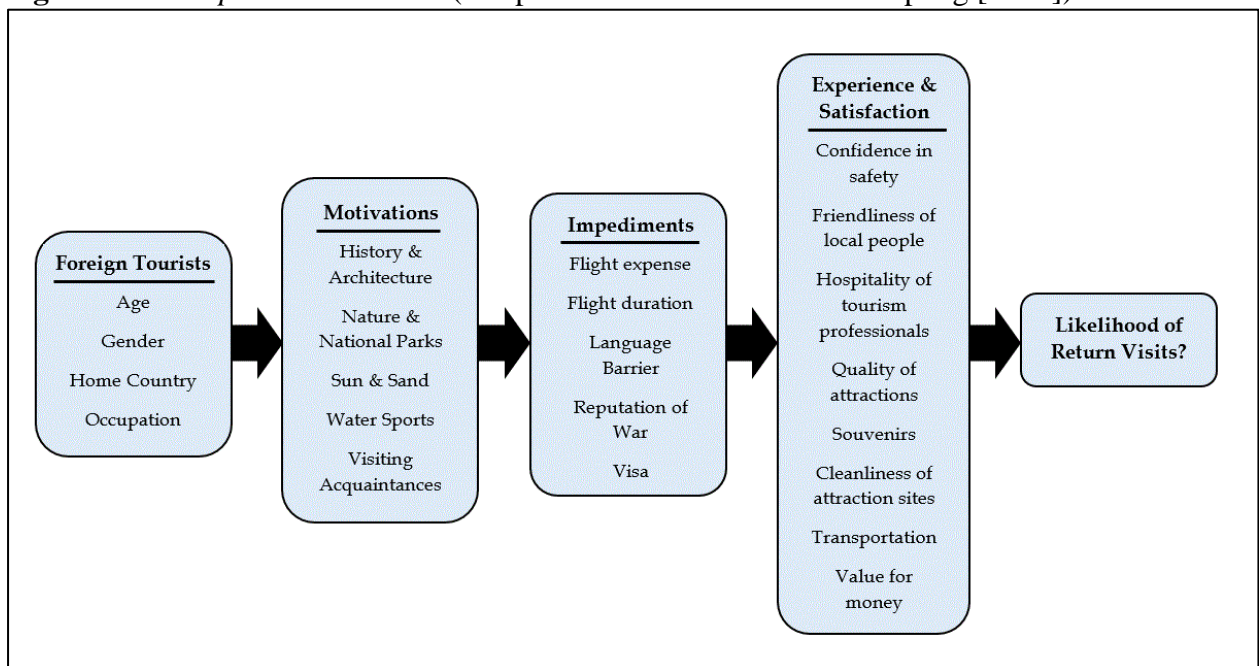 Foreign Tourists
Age
Gender
Home Country
Occupation
Motivations
History &
Architecture
Nature &
National Parks
Sun & Sand
Water Sports
Visiting
Acquaintances
Impediments
Flight expense
Flight duration
Language
Barrier
Reputation of
War
Visa
Experience &
Satisfaction
Confidence in
safety
Friendliness of
local people
Hospitality of
tourism
professionals
Quality of
attractions
Souvenirs
Cleanliness of
attraction sites
Transportation
Value for
money
Likelihood of
Return Visits?